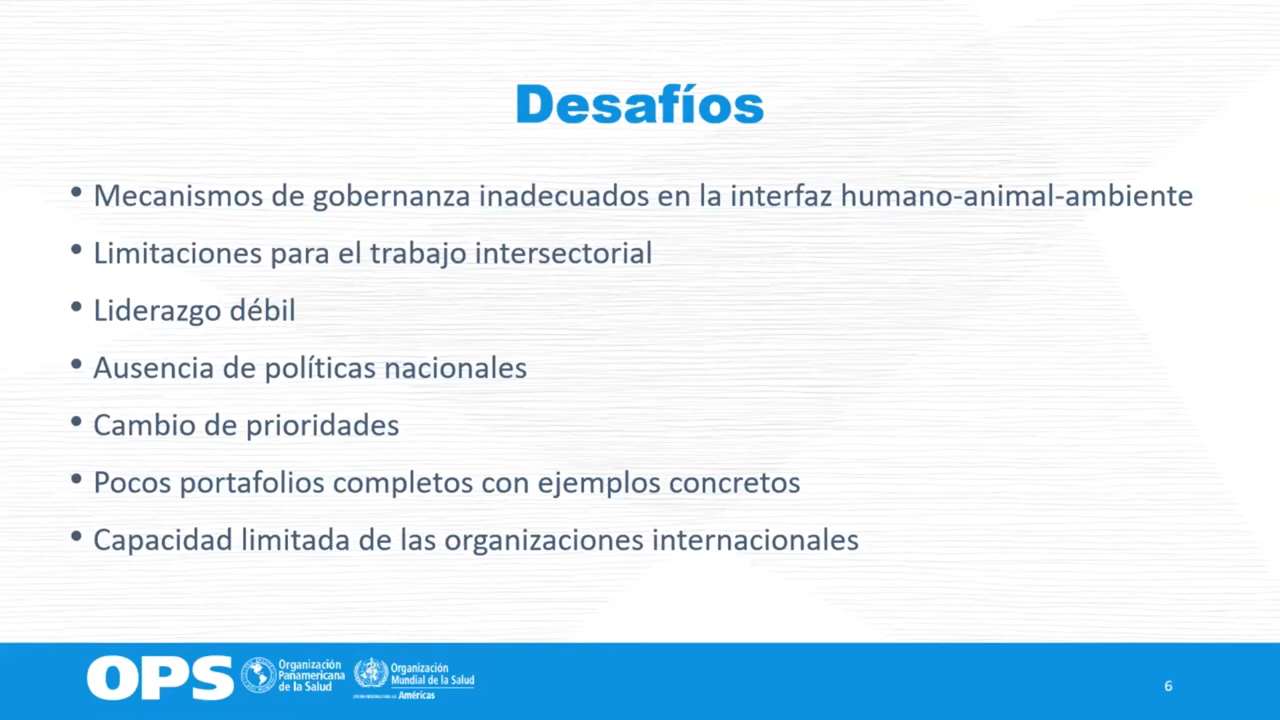 Desafíos
• Mecanismos de gobernanza inadecuados en la interfaz humano-animal-ambiente
• Limitaciones para el trabajo intersectorial
• Liderazgo débil
• Ausencia de políticas nacionales
• Cambio de prioridades
• Pocos portafolios completos con ejemplos concretos
• Capacidad limitada de las organizaciones internacionales
OPS
Organización
Panamericana
de la Salud
Organización
Mundial de la Salud
Américas
6